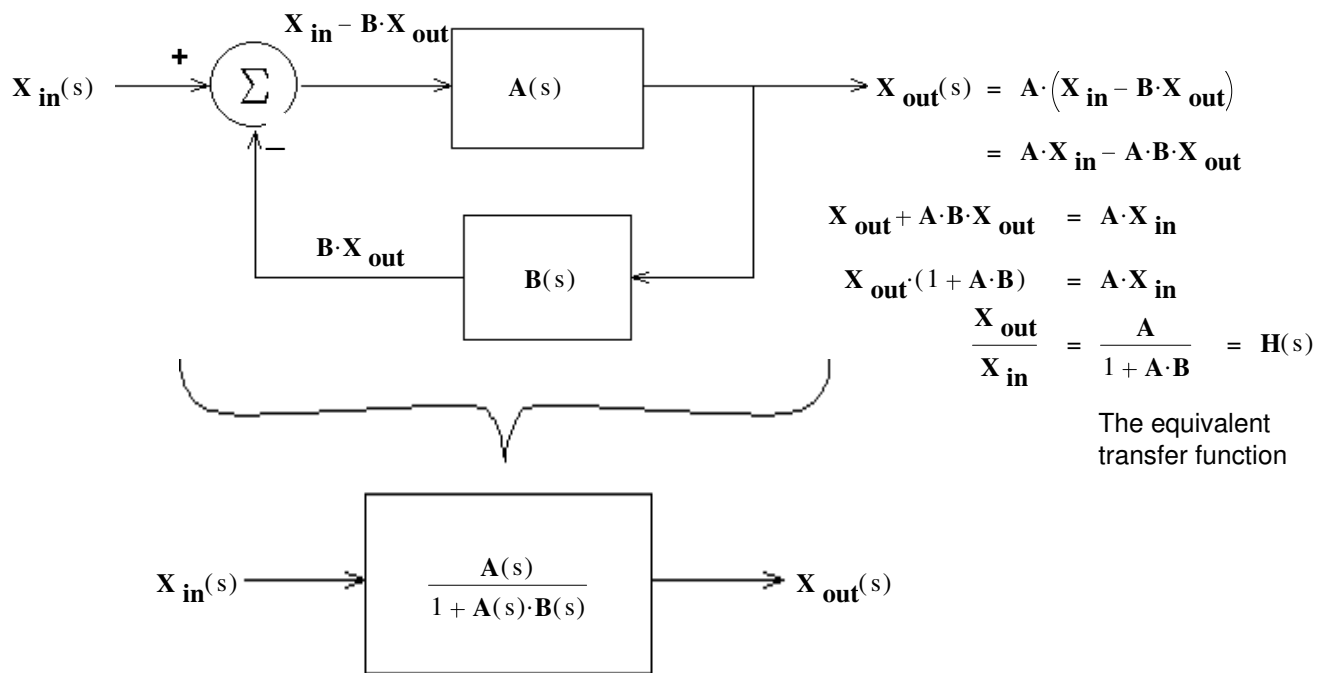 X in – B·X out
+
X in(s)
Σ
A(s)
X out(s) = A·(X in – B·X out)
–
= A·X in – A·B·X out
X out + A·B·X out = A·X in
B·X out
B(s)
X out·(1 + A·B) = A·X in
X out / X in = A / 1 + A·B = H(s)
The equivalent
transfer function
X in(s)
A(s) / 1 + A(s)·B(s)
X out(s)